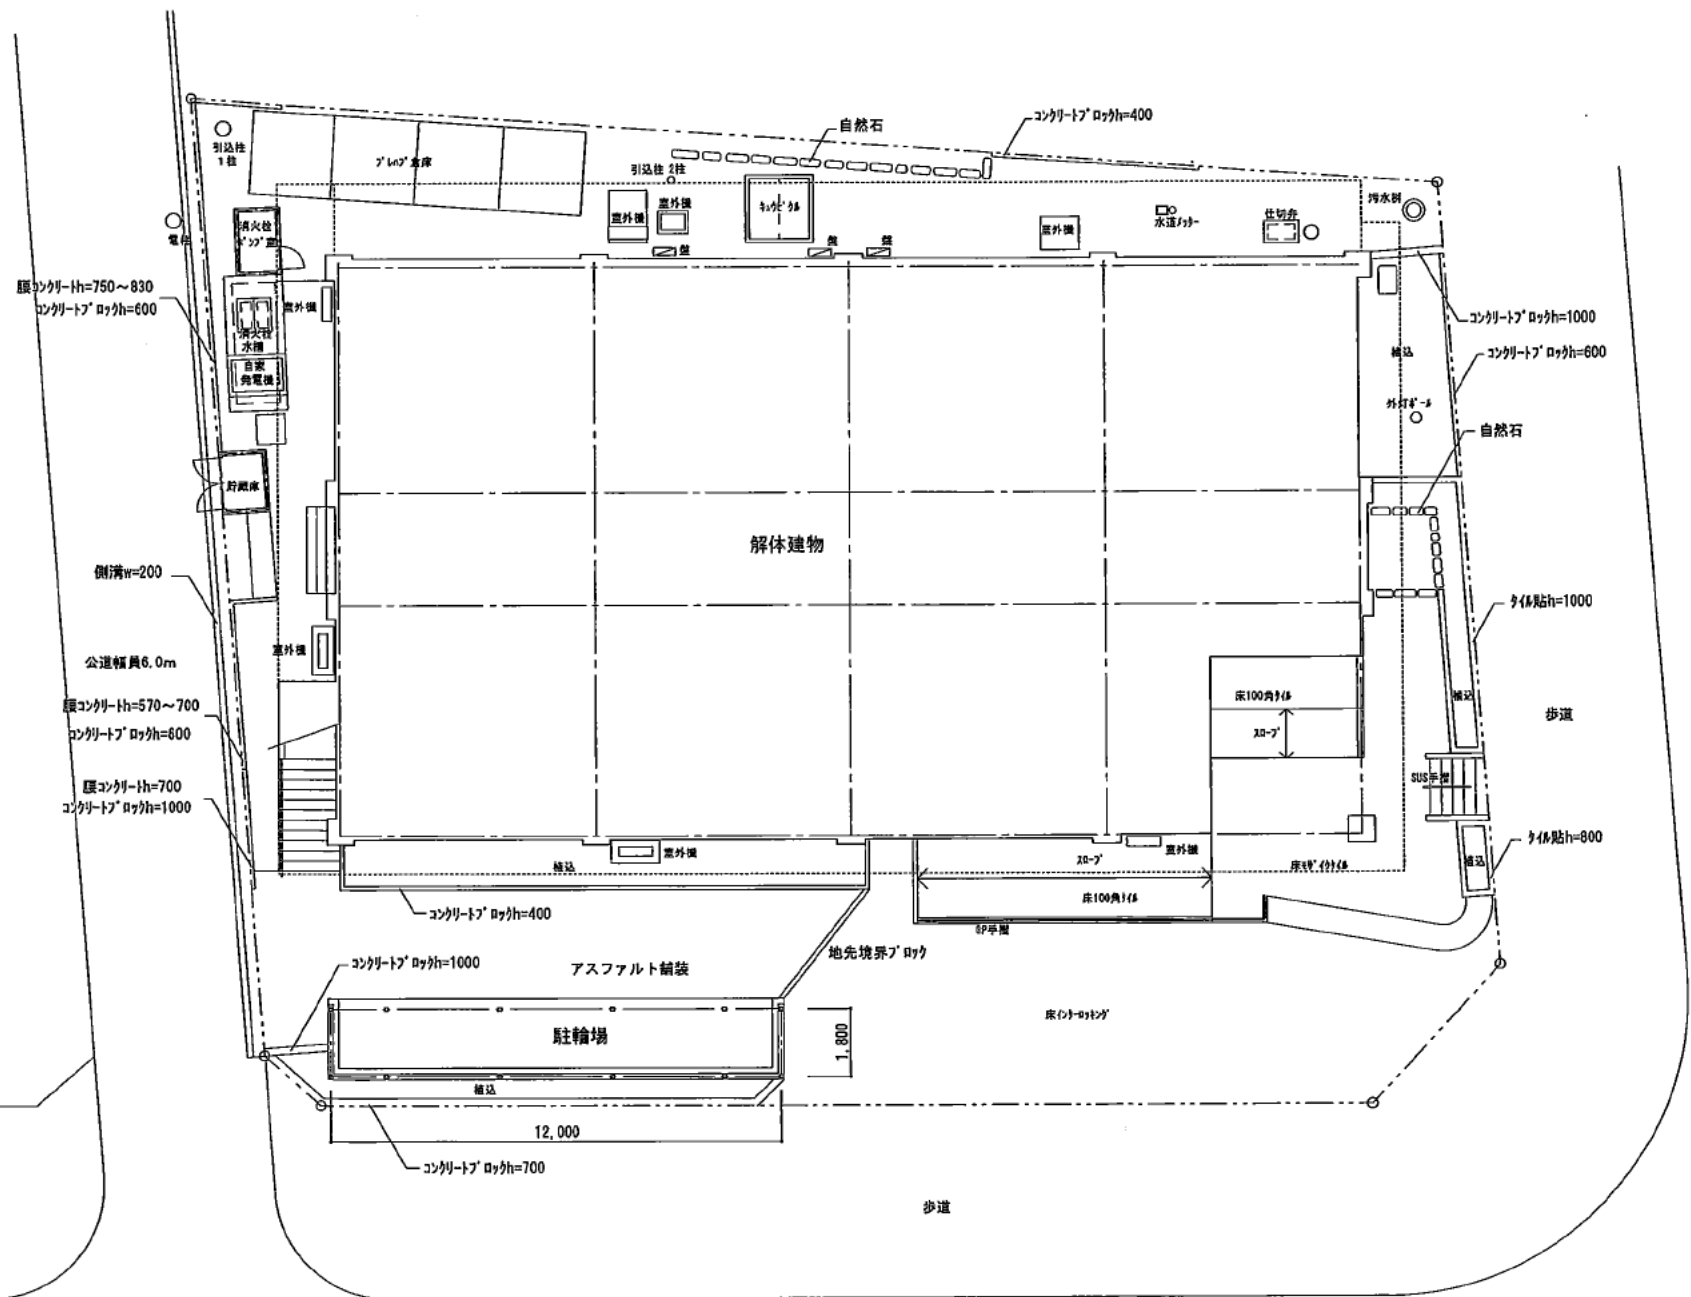 コンクリートブロックh=400
自然石
引込柱
1柱
プレハブ倉庫
引込柱 2柱
汚水桝
室外機
室外機
キュウビクル
室外機
水道メッター
仕切弁
電柱
消火栓
ポンプ室
盤
盤
盤
腰コンクリートh=750～830
コンクリートブロックh=600
室外機
消火栓
水槽
自家
発電機
コンクリートブロックh=1000
コンクリートブロックh=600
植込
外灯ポール
自然石
貯蔵庫
解体建物
側溝w=200
タイル貼h=1000
公道幅員6.0m
室外機
床100角タイル
スロープ
植込
歩道
腰コンクリートh=570～700
コンクリートブロックh=800
腰コンクリートh=700
コンクリートブロックh=1000
SUS手摺
タイル貼h=800
植込
室外機
スロープ
室外機
床モザイクタイル
植込
床100角タイル
コンクリートブロックh=400
OP手摺
地先境界ブロック
コンクリートブロックh=1000
アスファルト舗装
駐輪場
1,800
床インターロッキング
植込
12,000
コンクリートブロックh=700
歩道